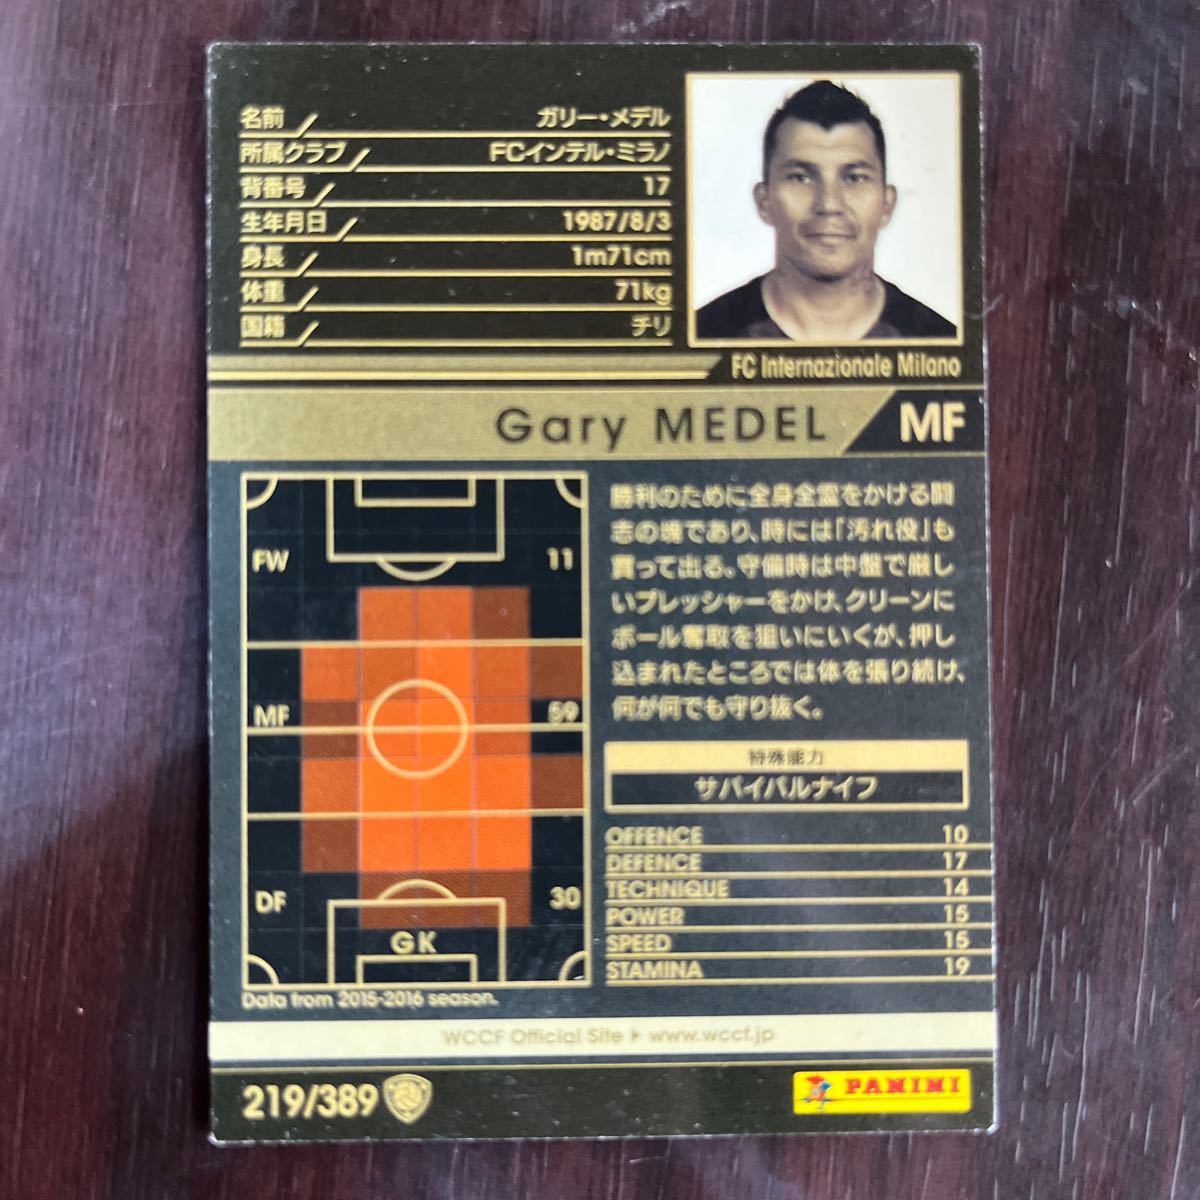 名前 ガリー・メデル
所属クラブ FCインテル・ミラノ
背番号 17
生年月日 1987/8/3
身長 1m71cm
体重 71kg
国籍 チリ
FC Internazionale Milano
Gary MEDEL MF
FW 11
MF 59
DF 30
GK
Data from 2015-2016 season.
勝利のために全身全霊をかける闘
志の塊であり、時には「汚れ役」も
買って出る。守備時は中盤で厳し
いプレッシャーをかけ、クリーンに
ボール奪取を狙いにいくが、押し
込まれたところでは体を張り続け、
何が何でも守り抜く。
特殊能力
サバイバルナイフ
OFFENCE 10
DEFENCE 17
TECHNIQUE 14
POWER 15
SPEED 15
STAMINA 19
WCCF Official Site ▶ www.wccf.jp
219/389
PANINI